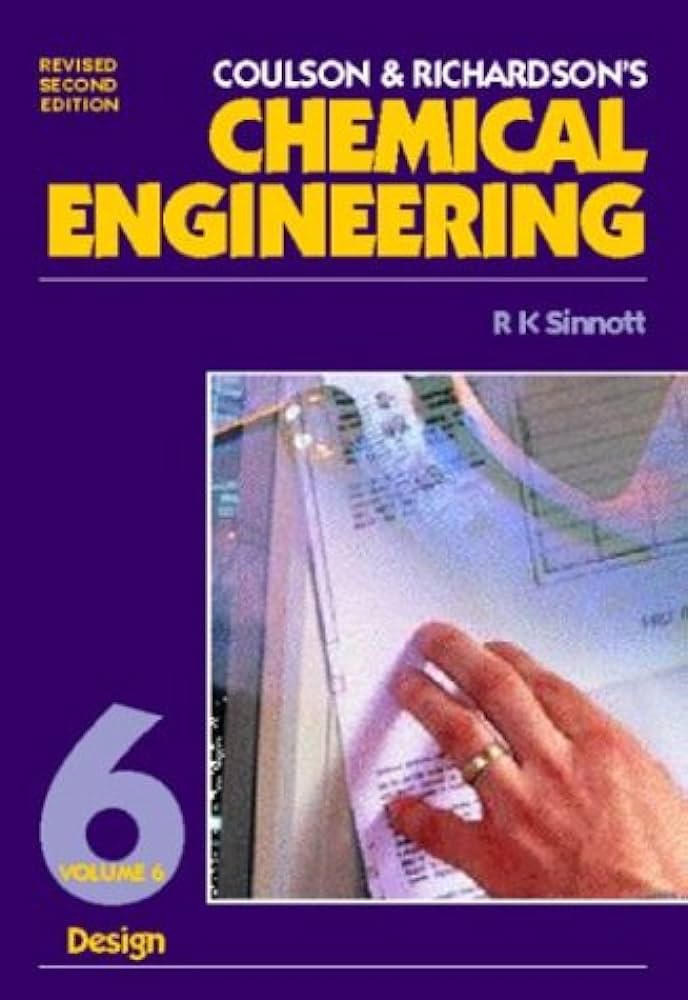 REVISED
SECOND
EDITION
COULSON & RICHARDSON'S
CHEMICAL
ENGINEERING
R K Sinnott
6
VOLUME 6
Design